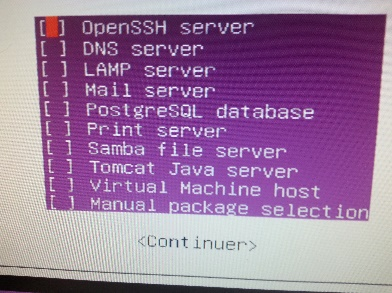 [ ] OpenSSH server
[ ] DNS server
[ ] LAMP server
[ ] Mail server
[ ] PostgreSQL database
[ ] Print server
[ ] Samba file server
[ ] Tomcat Java server
[ ] Virtual Machine host
[ ] Manual package selection
<Continuer>